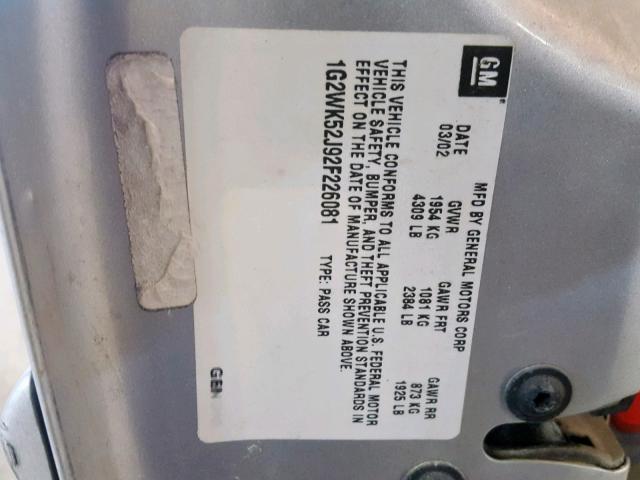 GM
MFD BY GENERAL MOTORS CORP
DATE GVWR GAWR FRT GAWR RR
03/02 1954 KG 1081 KG 873 KG
4309 LB 2384 LB 1925 LB
THIS VEHICLE CONFORMS TO ALL APPLICABLE U.S. FEDERAL MOTOR
VEHICLE SAFETY, BUMPER, AND THEFT PREVENTION STANDARDS IN
EFFECT ON THE DATE OF MANUFACTURE SHOWN ABOVE.
1G2WK52J92F226081 TYPE: PASS CAR